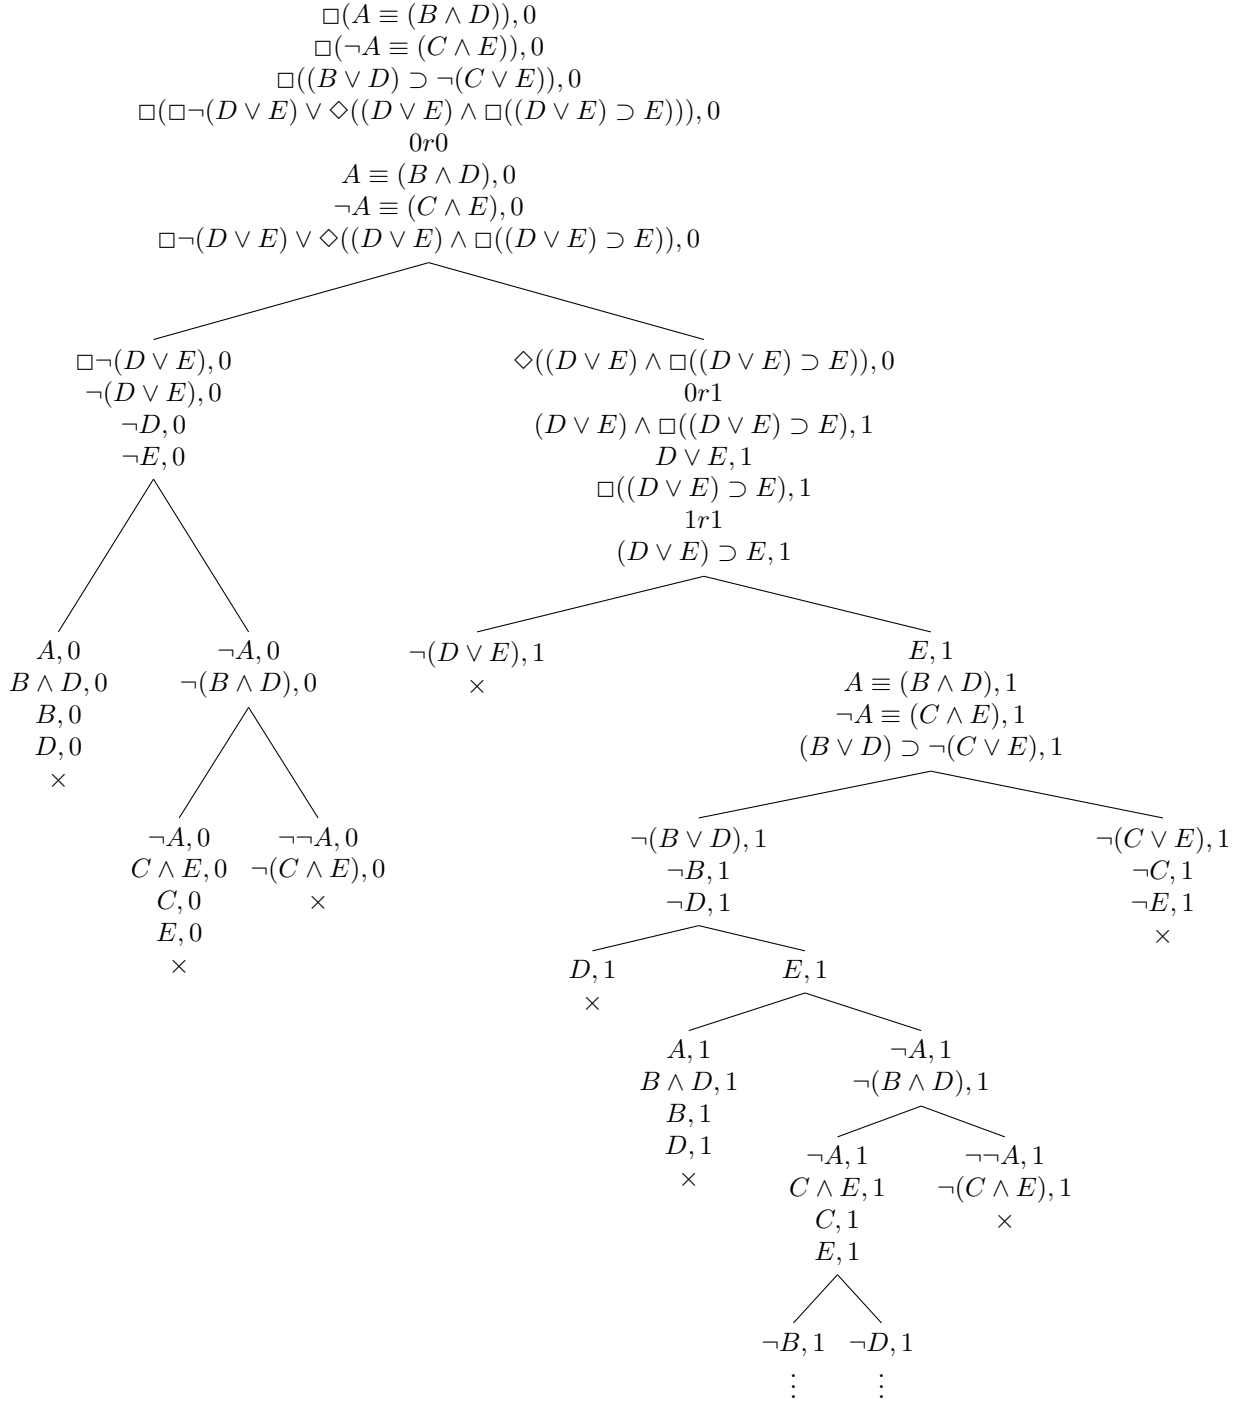 □(A ≡ (B ∧ D)), 0
□(¬A ≡ (C ∧ E)), 0
□((B ∨ D) ⊃ ¬(C ∨ E)), 0
□(□¬(D ∨ E) ∨ ◇((D ∨ E) ∧ □((D ∨ E) ⊃ E))), 0
0r0
A ≡ (B ∧ D), 0
¬A ≡ (C ∧ E), 0
□¬(D ∨ E) ∨ ◇((D ∨ E) ∧ □((D ∨ E) ⊃ E)), 0
□¬(D ∨ E), 0
¬(D ∨ E), 0
¬D, 0
¬E, 0
A, 0
B ∧ D, 0
B, 0
D, 0
×
¬A, 0
¬(B ∧ D), 0
¬A, 0
C ∧ E, 0
C, 0
E, 0
×
¬¬A, 0
¬(C ∧ E), 0
×
◇((D ∨ E) ∧ □((D ∨ E) ⊃ E)), 0
0r1
(D ∨ E) ∧ □((D ∨ E) ⊃ E), 1
D ∨ E, 1
□((D ∨ E) ⊃ E), 1
1r1
(D ∨ E) ⊃ E, 1
¬(D ∨ E), 1
×
E, 1
A ≡ (B ∧ D), 1
¬A ≡ (C ∧ E), 1
(B ∨ D) ⊃ ¬(C ∨ E), 1
¬(B ∨ D), 1
¬B, 1
¬D, 1
D, 1
×
E, 1
A, 1
B ∧ D, 1
B, 1
D, 1
×
¬A, 1
¬(B ∧ D), 1
¬A, 1
C ∧ E, 1
C, 1
E, 1
¬B, 1
⋮
¬D, 1
⋮
¬¬A, 1
¬(C ∧ E), 1
×
¬(C ∨ E), 1
¬C, 1
¬E, 1
×